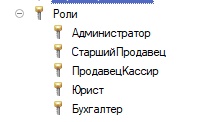 Роли
Администратор
СтаршийПродавец
ПродавецКассир
Юрист
Бухгалтер